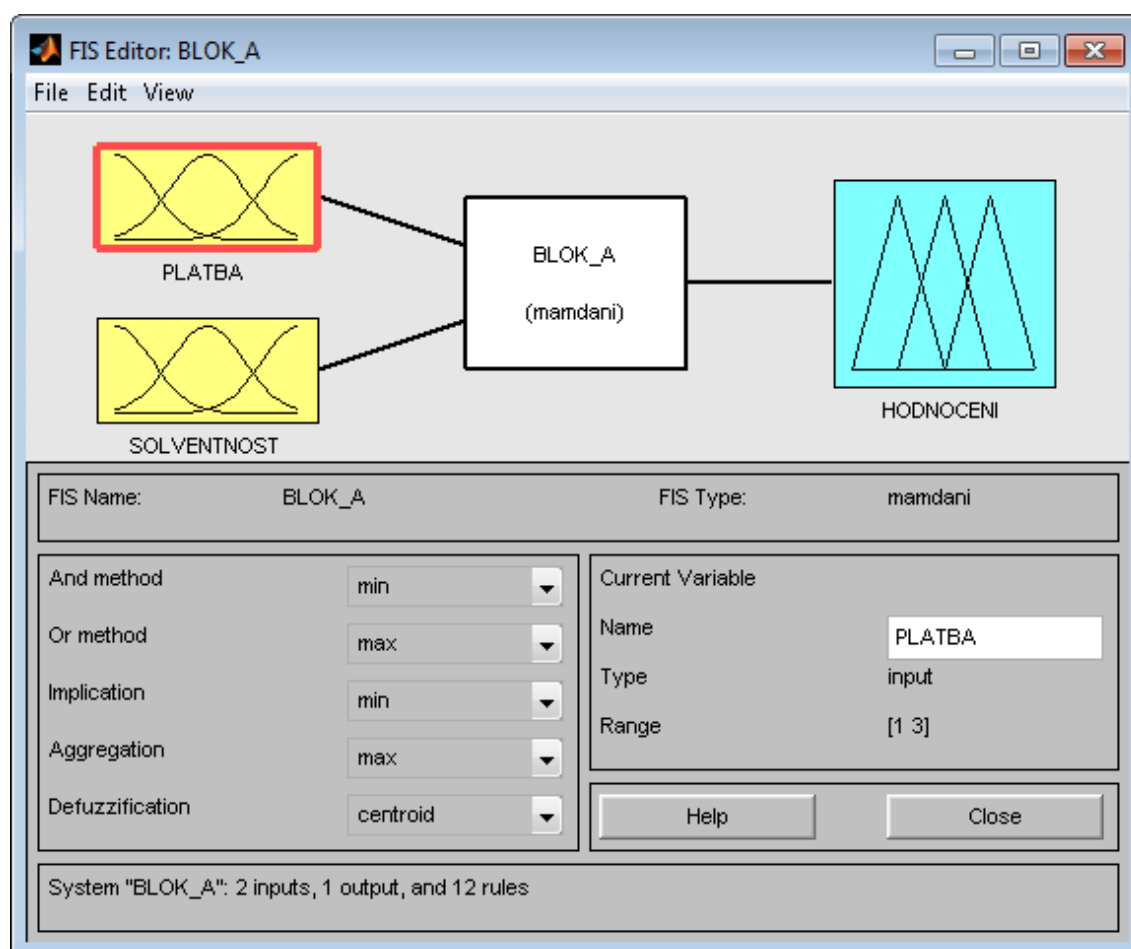 FIS Editor: BLOK_A
File Edit View
PLATBA
SOLVENTNOST
BLOK_A
(mamdani)
HODNOCENI
FIS Name: BLOK_A FIS Type: mamdani
And method min
Or method max
Implication min
Aggregation max
Defuzzification centroid
Current Variable
Name PLATBA
Type input
Range [1 3]
Help Close
System "BLOK_A": 2 inputs, 1 output, and 12 rules